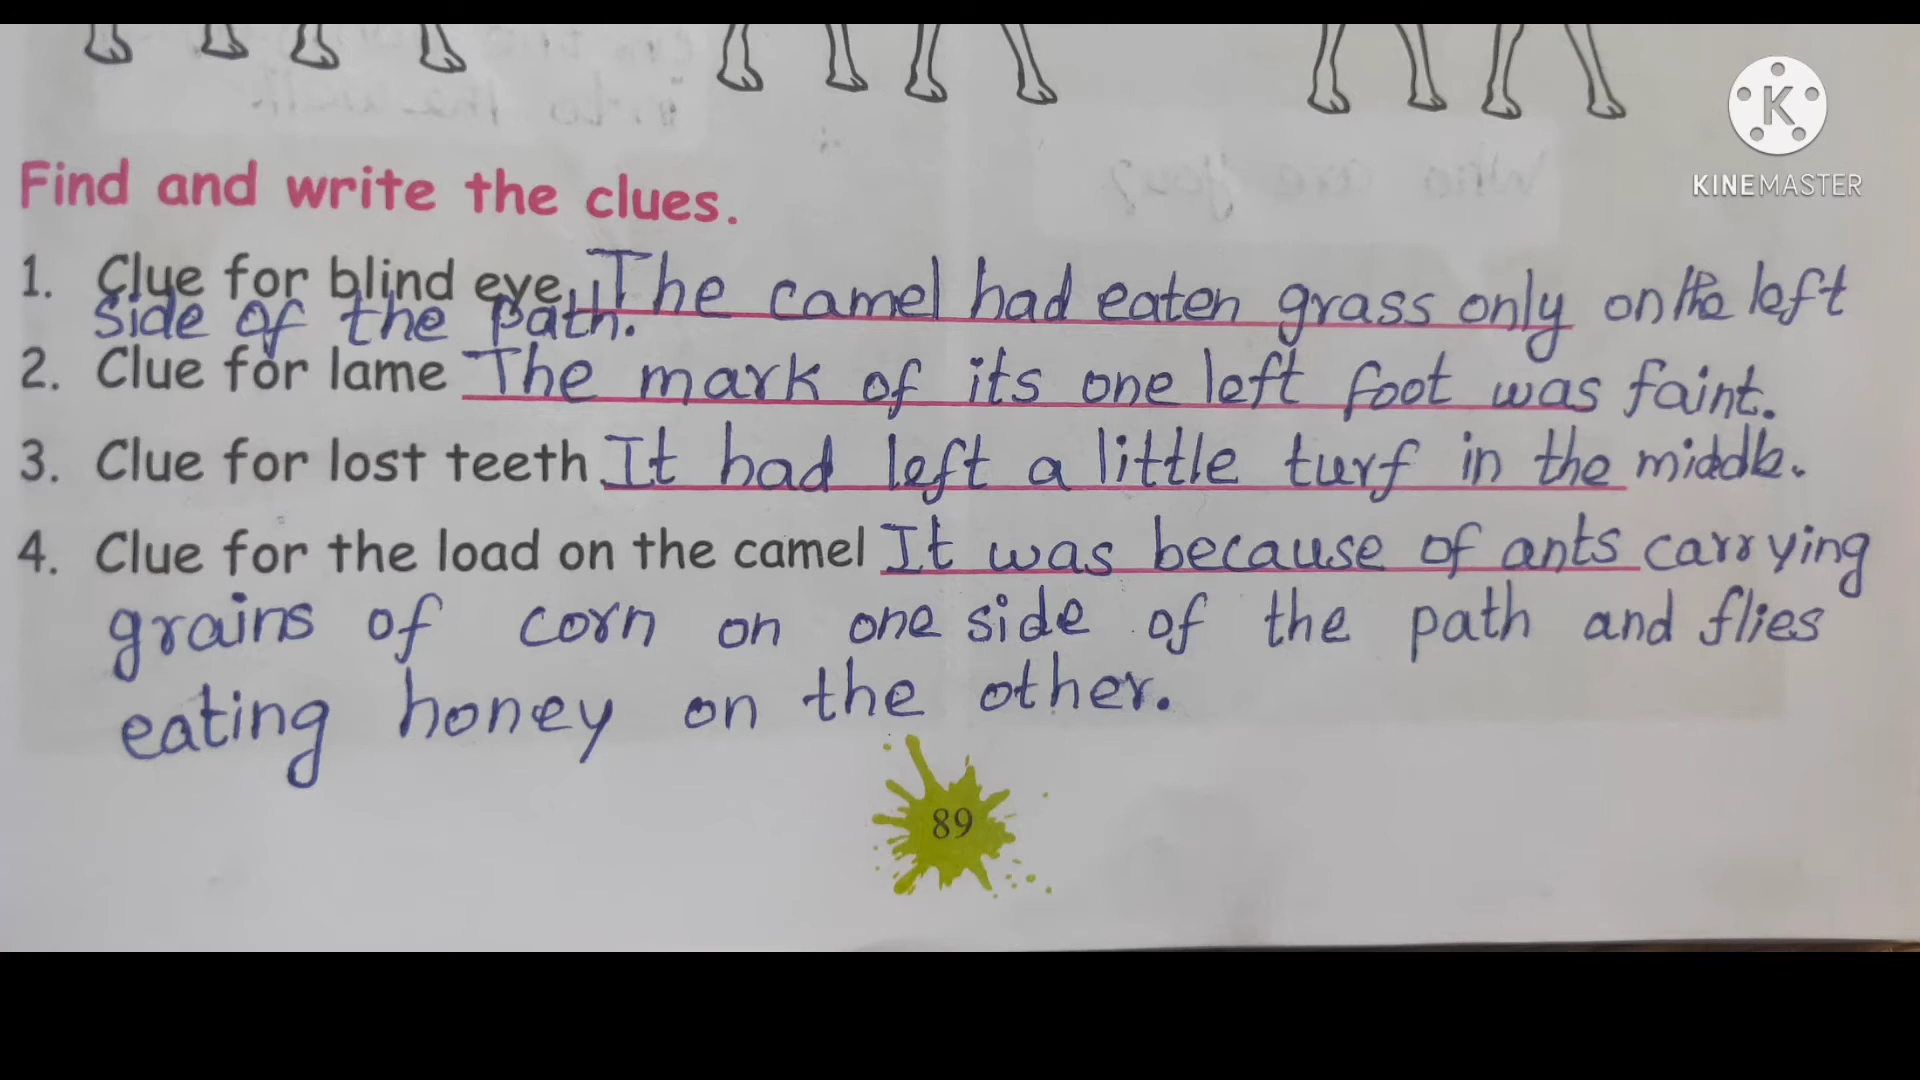 KINEMASTER
Find and write the clues.
1. Clue for blind eye The camel had eaten grass only on the left
side of the path.
2. Clue for lame The mark of its one left foot was faint.
3. Clue for lost teeth It had left a little turf in the middle.
4. Clue for the load on the camel It was because of ants carrying
grains of corn on one side of the path and flies
eating honey on the other.
89